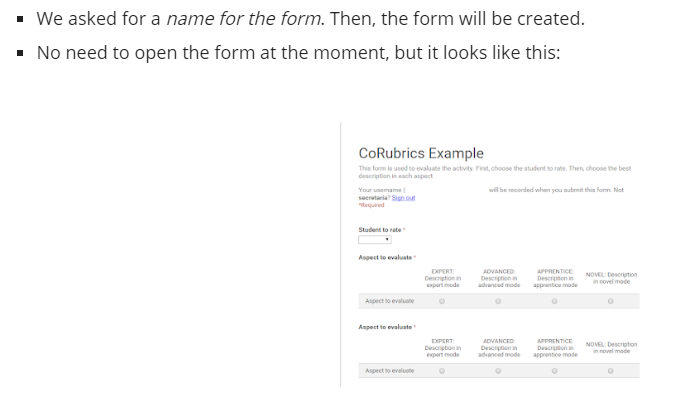 We asked for a name for the form. Then, the form will be created.
No need to open the form at the moment, but it looks like this:
CoRubrics Example
This form is used to evaluate the activity. First, choose the student to rate. Then, choose the best
description in each aspect
Your username ( will be recorded when you submit this form. Not
secretaria? Sign out
*Required
Student to rate *
Aspect to evaluate *
EXPERT: Description in expert mode
ADVANCED: Description in advanced mode
APPRENTICE: Description in apprentice mode
NOVEL: Description in novel mode
Aspect to evaluate
Aspect to evaluate *
EXPERT: Description in expert mode
ADVANCED: Description in advanced mode
APPRENTICE: Description in apprentice mode
NOVEL: Description in novel mode
Aspect to evaluate